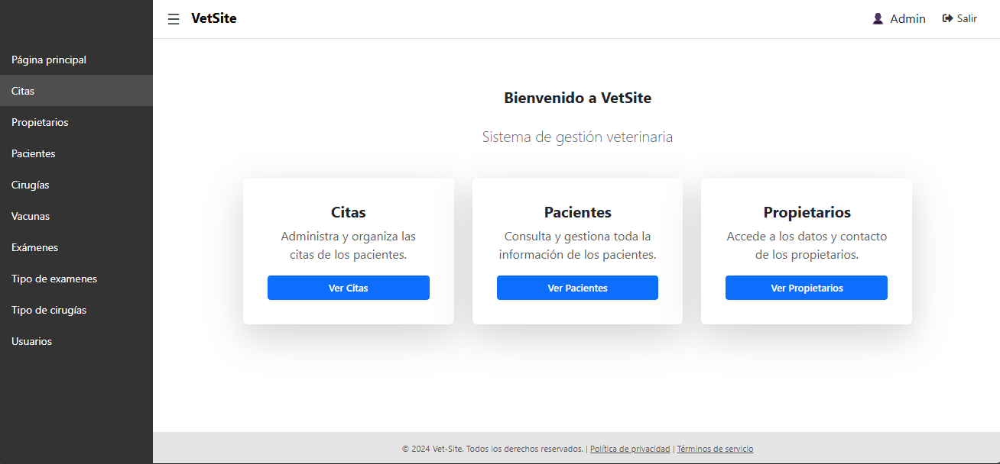 ☰ VetSite
Admin
Salir
Página principal
Citas
Propietarios
Pacientes
Cirugías
Vacunas
Exámenes
Tipo de examenes
Tipo de cirugías
Usuarios
Bienvenido a VetSite
Sistema de gestión veterinaria
Citas
Administra y organiza las
citas de los pacientes.
Ver Citas
Pacientes
Consulta y gestiona toda la
información de los pacientes.
Ver Pacientes
Propietarios
Accede a los datos y contacto
de los propietarios.
Ver Propietarios
© 2024 Vet-Site. Todos los derechos reservados. | Política de privacidad | Términos de servicio